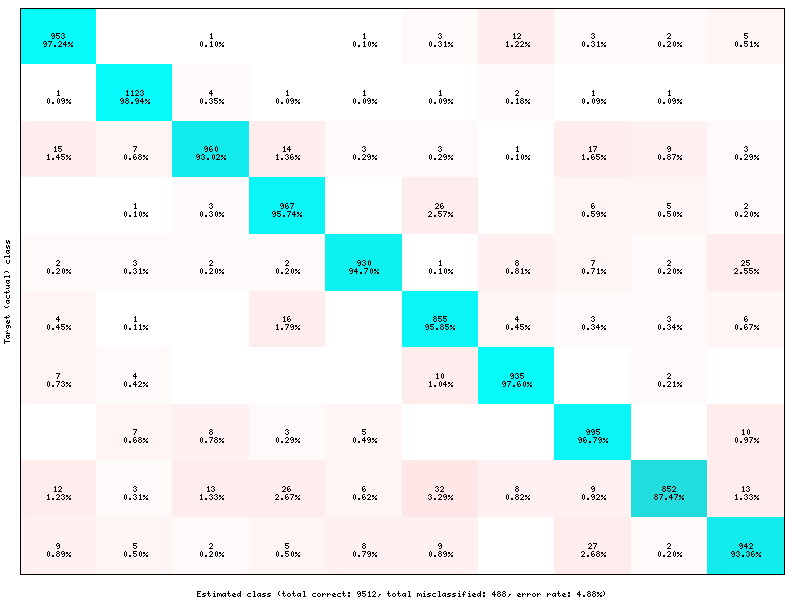 953 1 1 3 12 3 2 5
97.24% 0.10% 0.10% 0.31% 1.22% 0.31% 0.20% 0.51%
1 1123 4 1 1 1 2 1 1
0.09% 98.94% 0.35% 0.09% 0.09% 0.09% 0.18% 0.09% 0.09%
15 7 960 14 3 3 1 17 9 3
1.45% 0.68% 93.02% 1.36% 0.29% 0.29% 0.10% 1.65% 0.87% 0.29%
1 3 967 26 6 5 2
0.10% 0.30% 95.74% 2.57% 0.59% 0.50% 0.20%
2 3 2 2 930 1 8 7 2 25
0.20% 0.31% 0.20% 0.20% 94.70% 0.10% 0.81% 0.71% 0.20% 2.55%
4 1 16 855 4 3 3 6
0.45% 0.11% 1.79% 95.85% 0.45% 0.34% 0.34% 0.67%
7 4 10 935 2
0.73% 0.42% 1.04% 97.60% 0.21%
7 8 3 5 995 10
0.68% 0.78% 0.29% 0.49% 96.79% 0.97%
12 3 13 26 6 32 8 9 852 13
1.23% 0.31% 1.33% 2.67% 0.62% 3.29% 0.82% 0.92% 87.47% 1.33%
9 5 2 5 8 9 27 2 942
0.89% 0.50% 0.20% 0.50% 0.79% 0.89% 2.68% 0.20% 93.36%
Target (actual) class
Estimated class (total correct: 9512, total misclassified: 488, error rate: 4.88%)